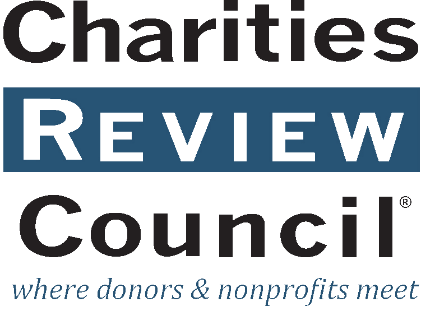 Charities
REVIEW
Council®
where donors & nonprofits meet